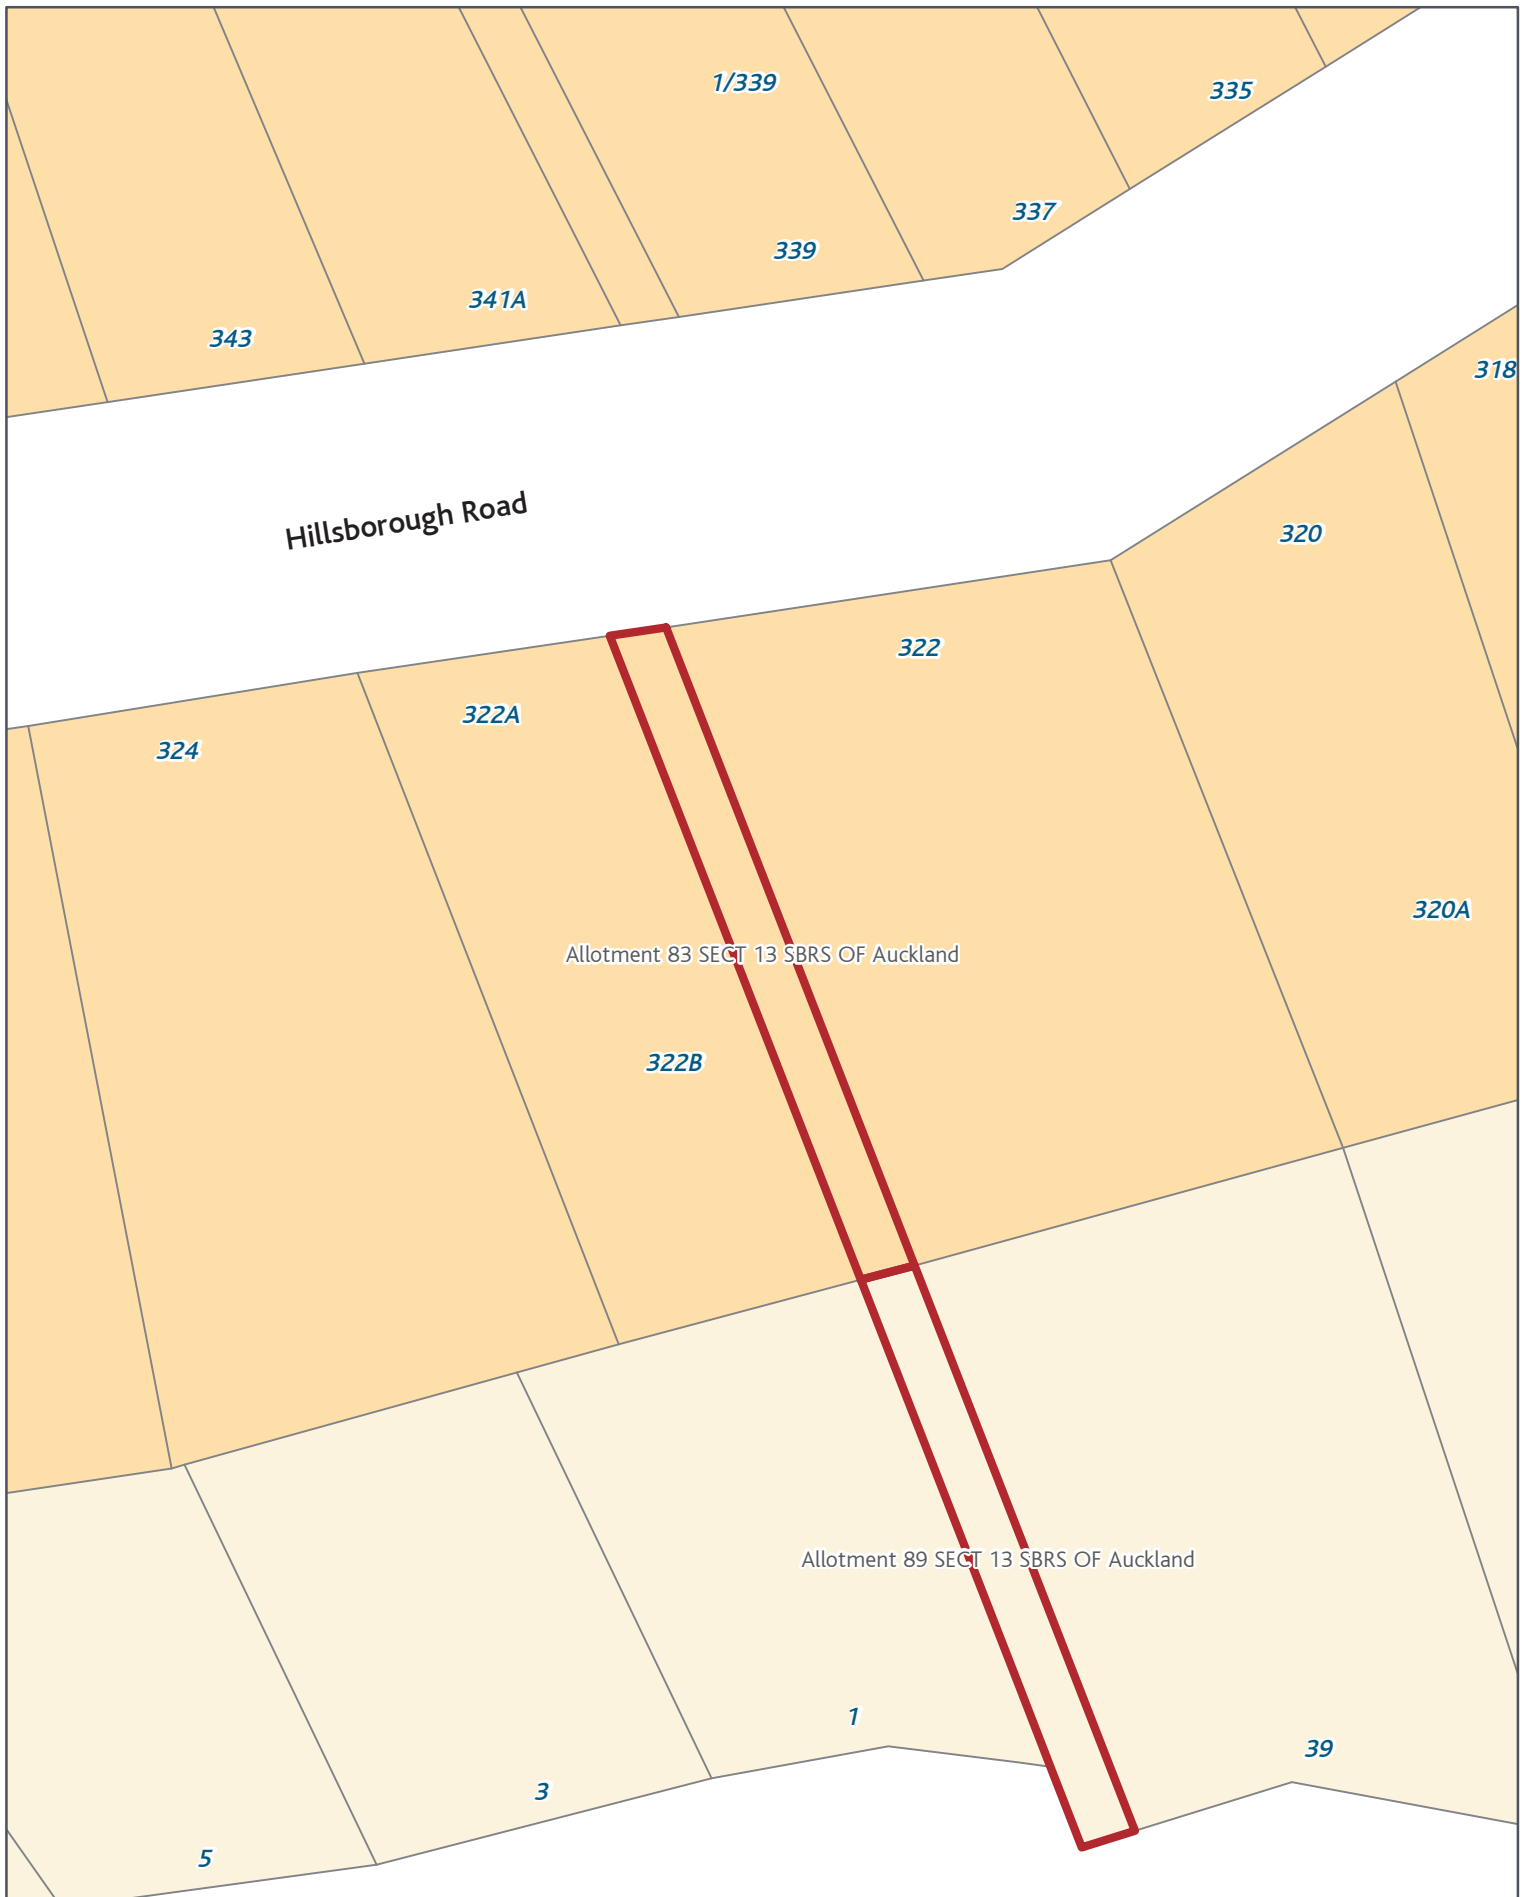 1/339
335
337
339
341A
343
318
Hillsborough Road
320
322
322A
324
320A
Allotment 83 SECT 13 SBRS OF Auckland
322B
Allotment 89 SECT 13 SBRS OF Auckland
1
39
3
5